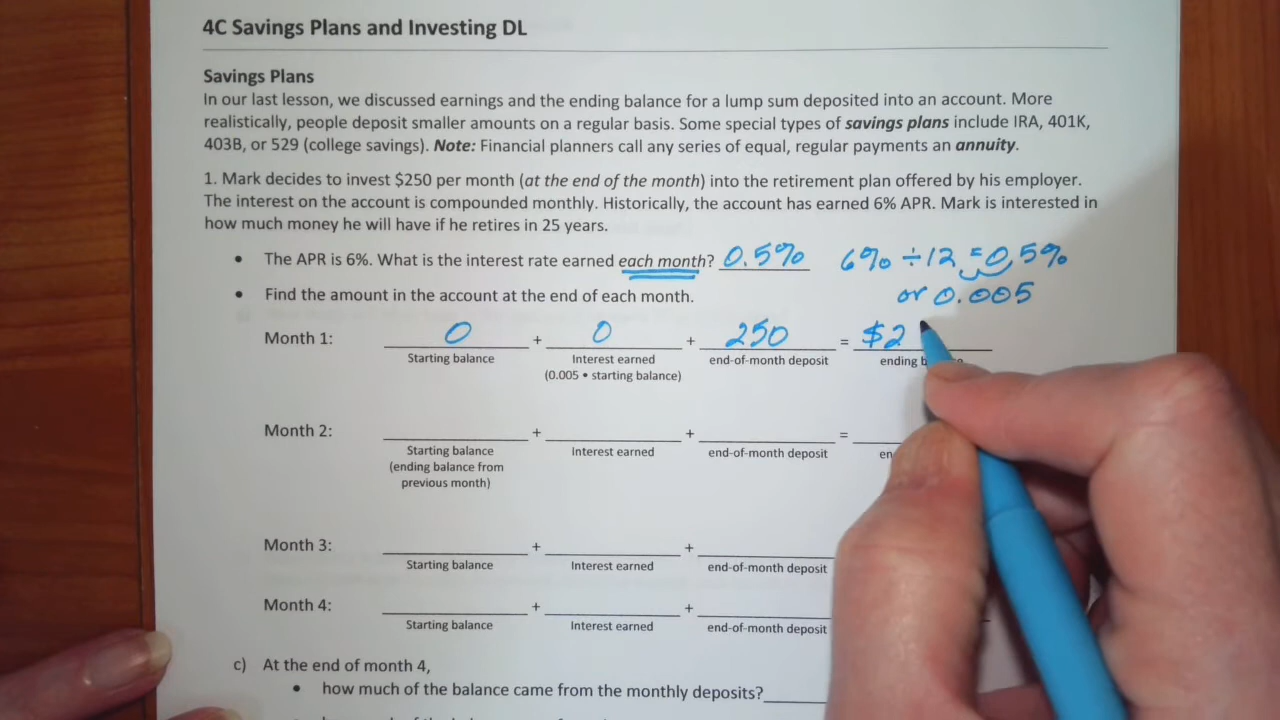 4C Savings Plans and Investing DL
Savings Plans
In our last lesson, we discussed earnings and the ending balance for a lump sum deposited into an account. More
realistically, people deposit smaller amounts on a regular basis. Some special types of savings plans include IRA, 401K,
403B, or 529 (college savings). Note: Financial planners call any series of equal, regular payments an annuity.
1. Mark decides to invest $250 per month (at the end of the month) into the retirement plan offered by his employer.
The interest on the account is compounded monthly. Historically, the account has earned 6% APR. Mark is interested in
how much money he will have if he retires in 25 years.
• The APR is 6%. What is the interest rate earned each month? 0.5% 6% ÷ 12 = 0.5%
• Find the amount in the account at the end of each month. or 0.005
Month 1: 0 + 0 + 250 = $2
Starting balance Interest earned end-of-month deposit ending
(0.005 • starting balance)
Month 2: + + =
Starting balance Interest earned end-of-month deposit
(ending balance from
previous month)
Month 3: + +
Starting balance Interest earned end-of-month deposit
Month 4: + +
Starting balance Interest earned end-of-month deposit
c) At the end of month 4,
• how much of the balance came from the monthly deposits?